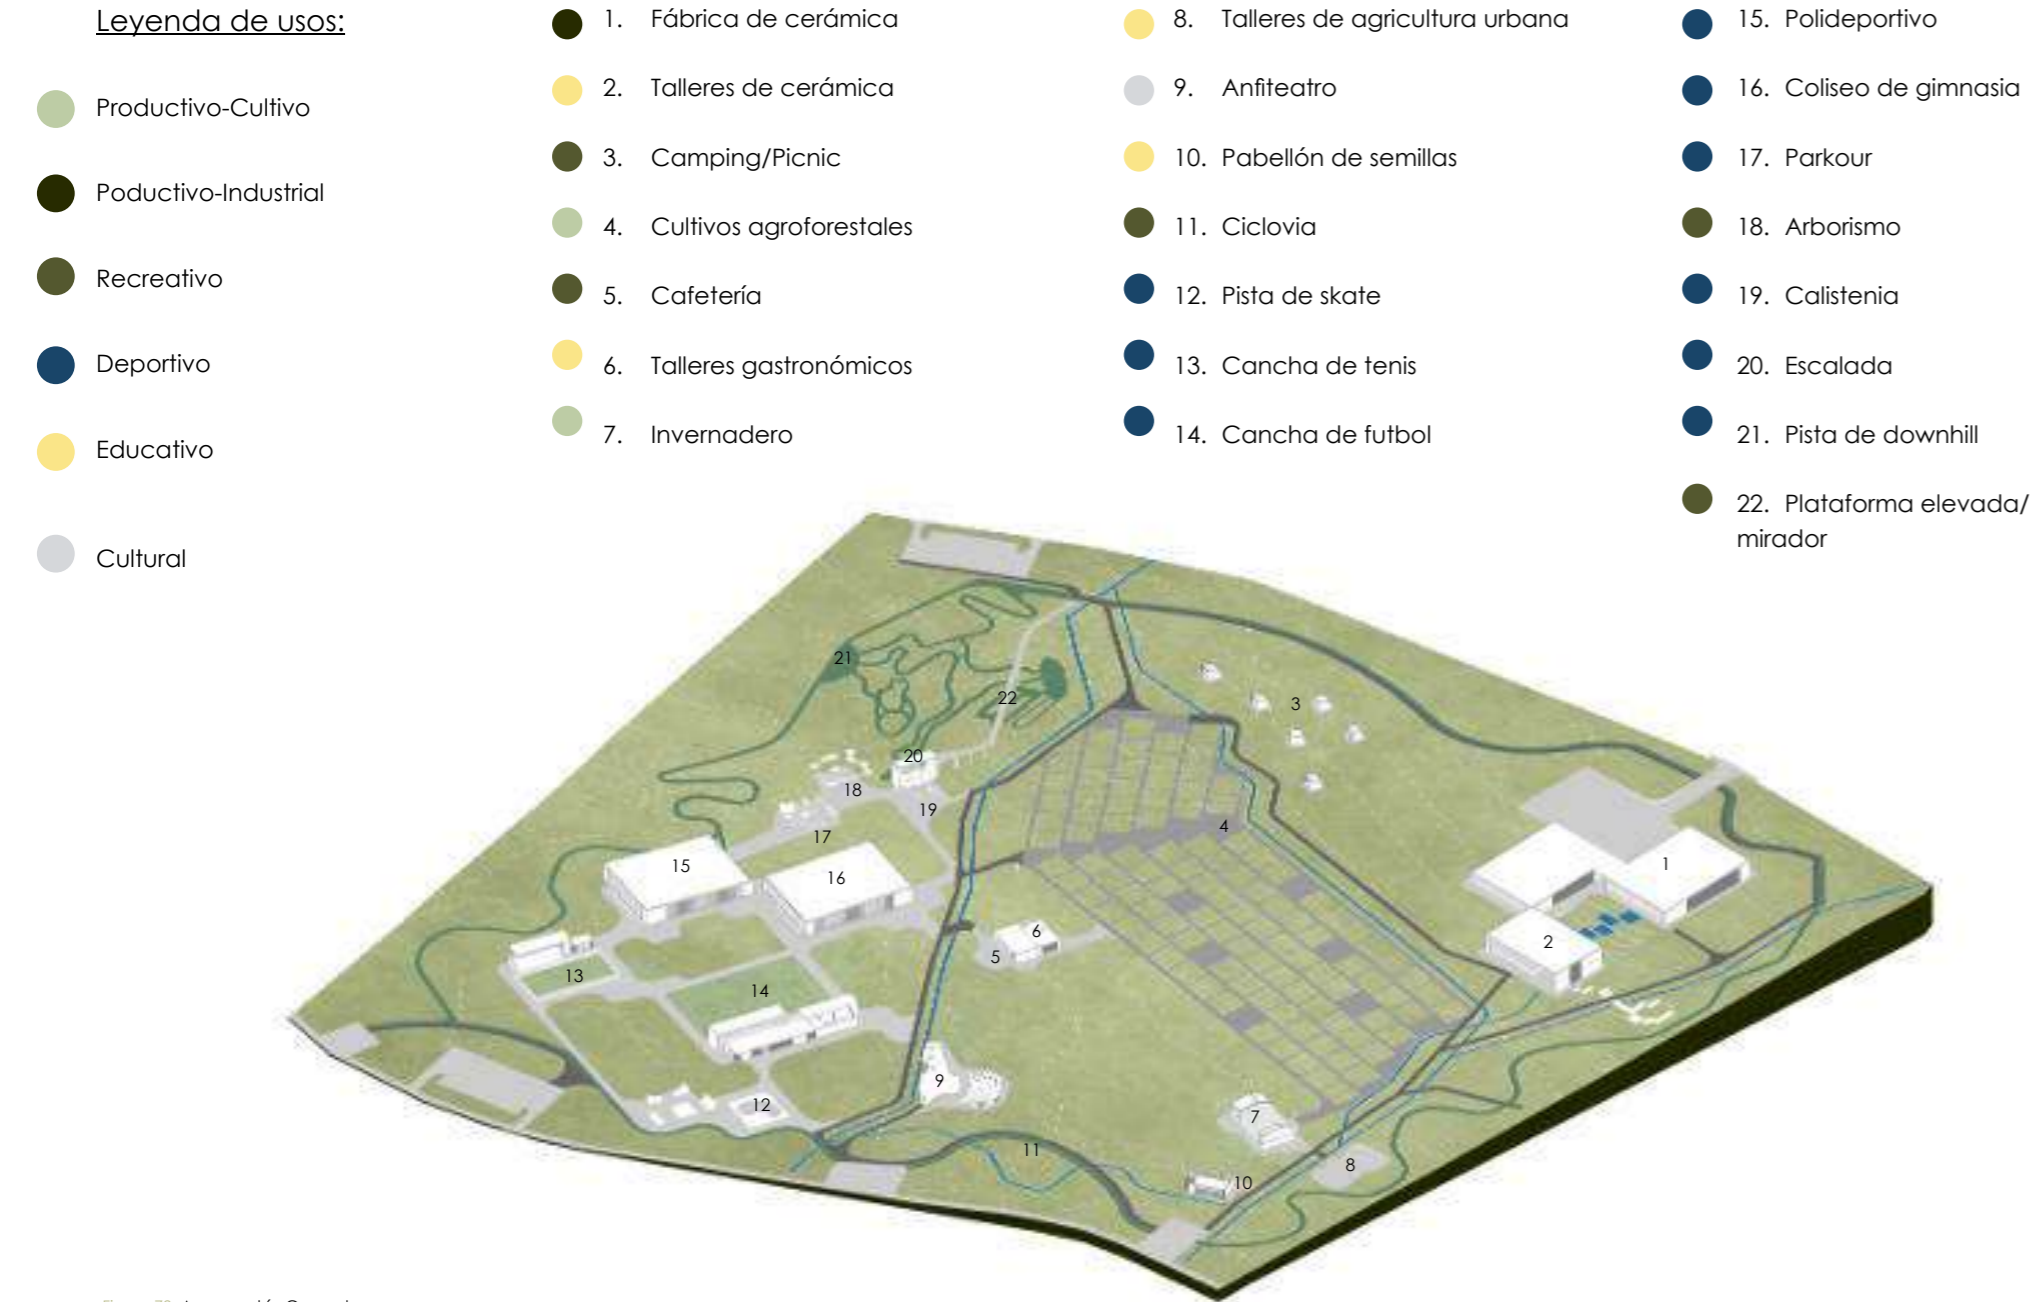 Leyenda de usos:
Productivo-Cultivo
Poductivo-Industrial
Recreativo
Deportivo
Educativo
Cultural
1. Fábrica de cerámica
2. Talleres de cerámica
3. Camping/Picnic
4. Cultivos agroforestales
5. Cafetería
6. Talleres gastronómicos
7. Invernadero
8. Talleres de agricultura urbana
9. Anfiteatro
10. Pabellón de semillas
11. Ciclovia
12. Pista de skate
13. Cancha de tenis
14. Cancha de futbol
15. Polideportivo
16. Coliseo de gimnasia
17. Parkour
18. Arborismo
19. Calistenia
20. Escalada
21. Pista de downhill
22. Plataforma elevada/
mirador
21
22
3
20
18
19
17
4
15
16
1
6
5
2
13
14
9
12
7
11
8
10